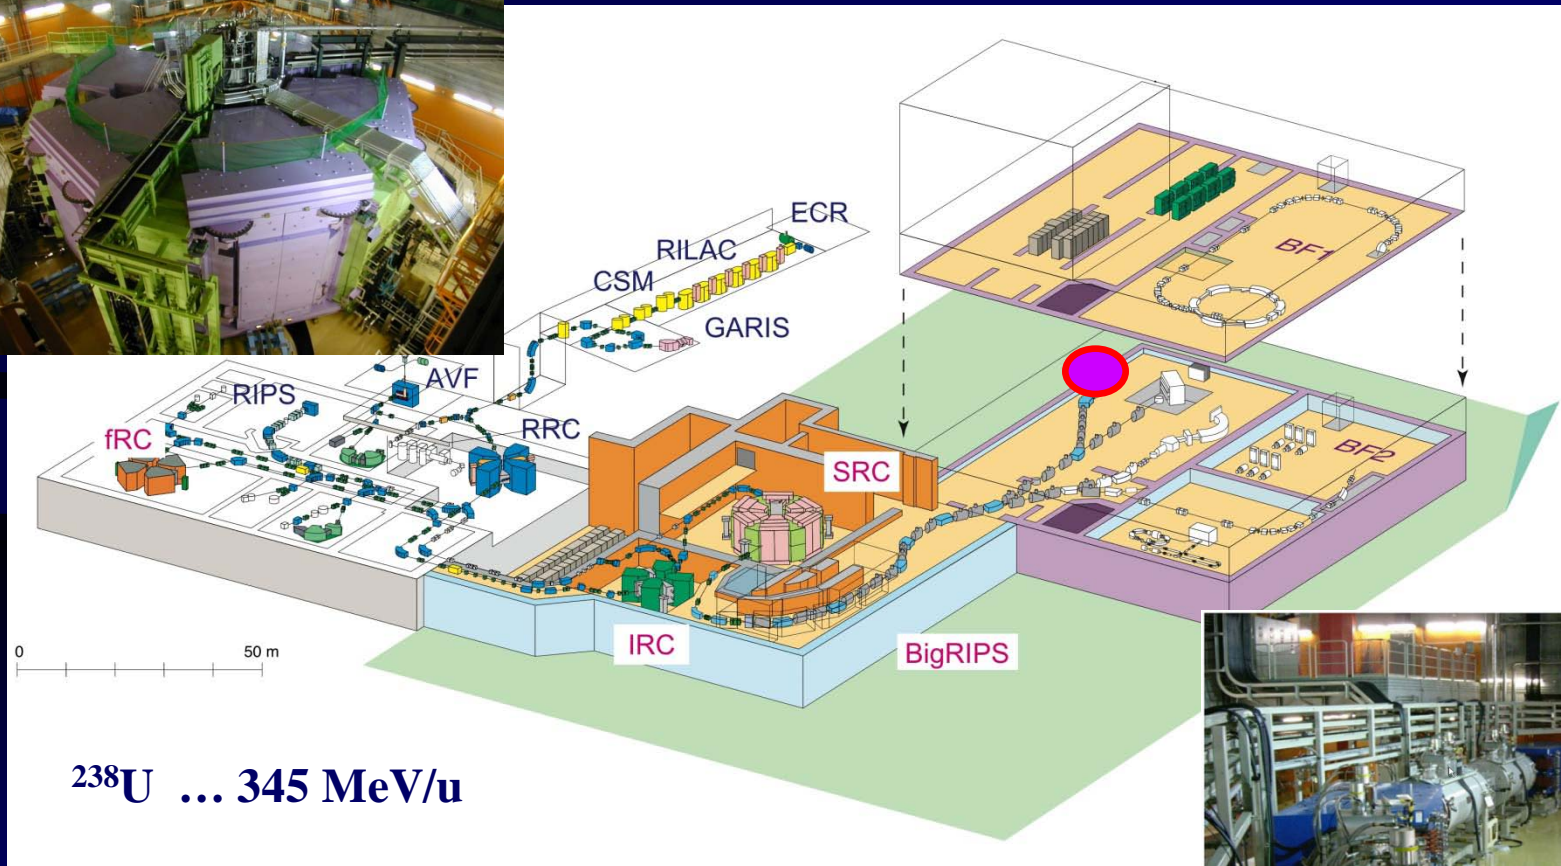 ECR
RILAC
CSM
GARIS
BF1
AVF
RIPS
fRC
RRC
SRC
BF2
IRC
BigRIPS
0
50 m
²³⁸U … 345 MeV/u